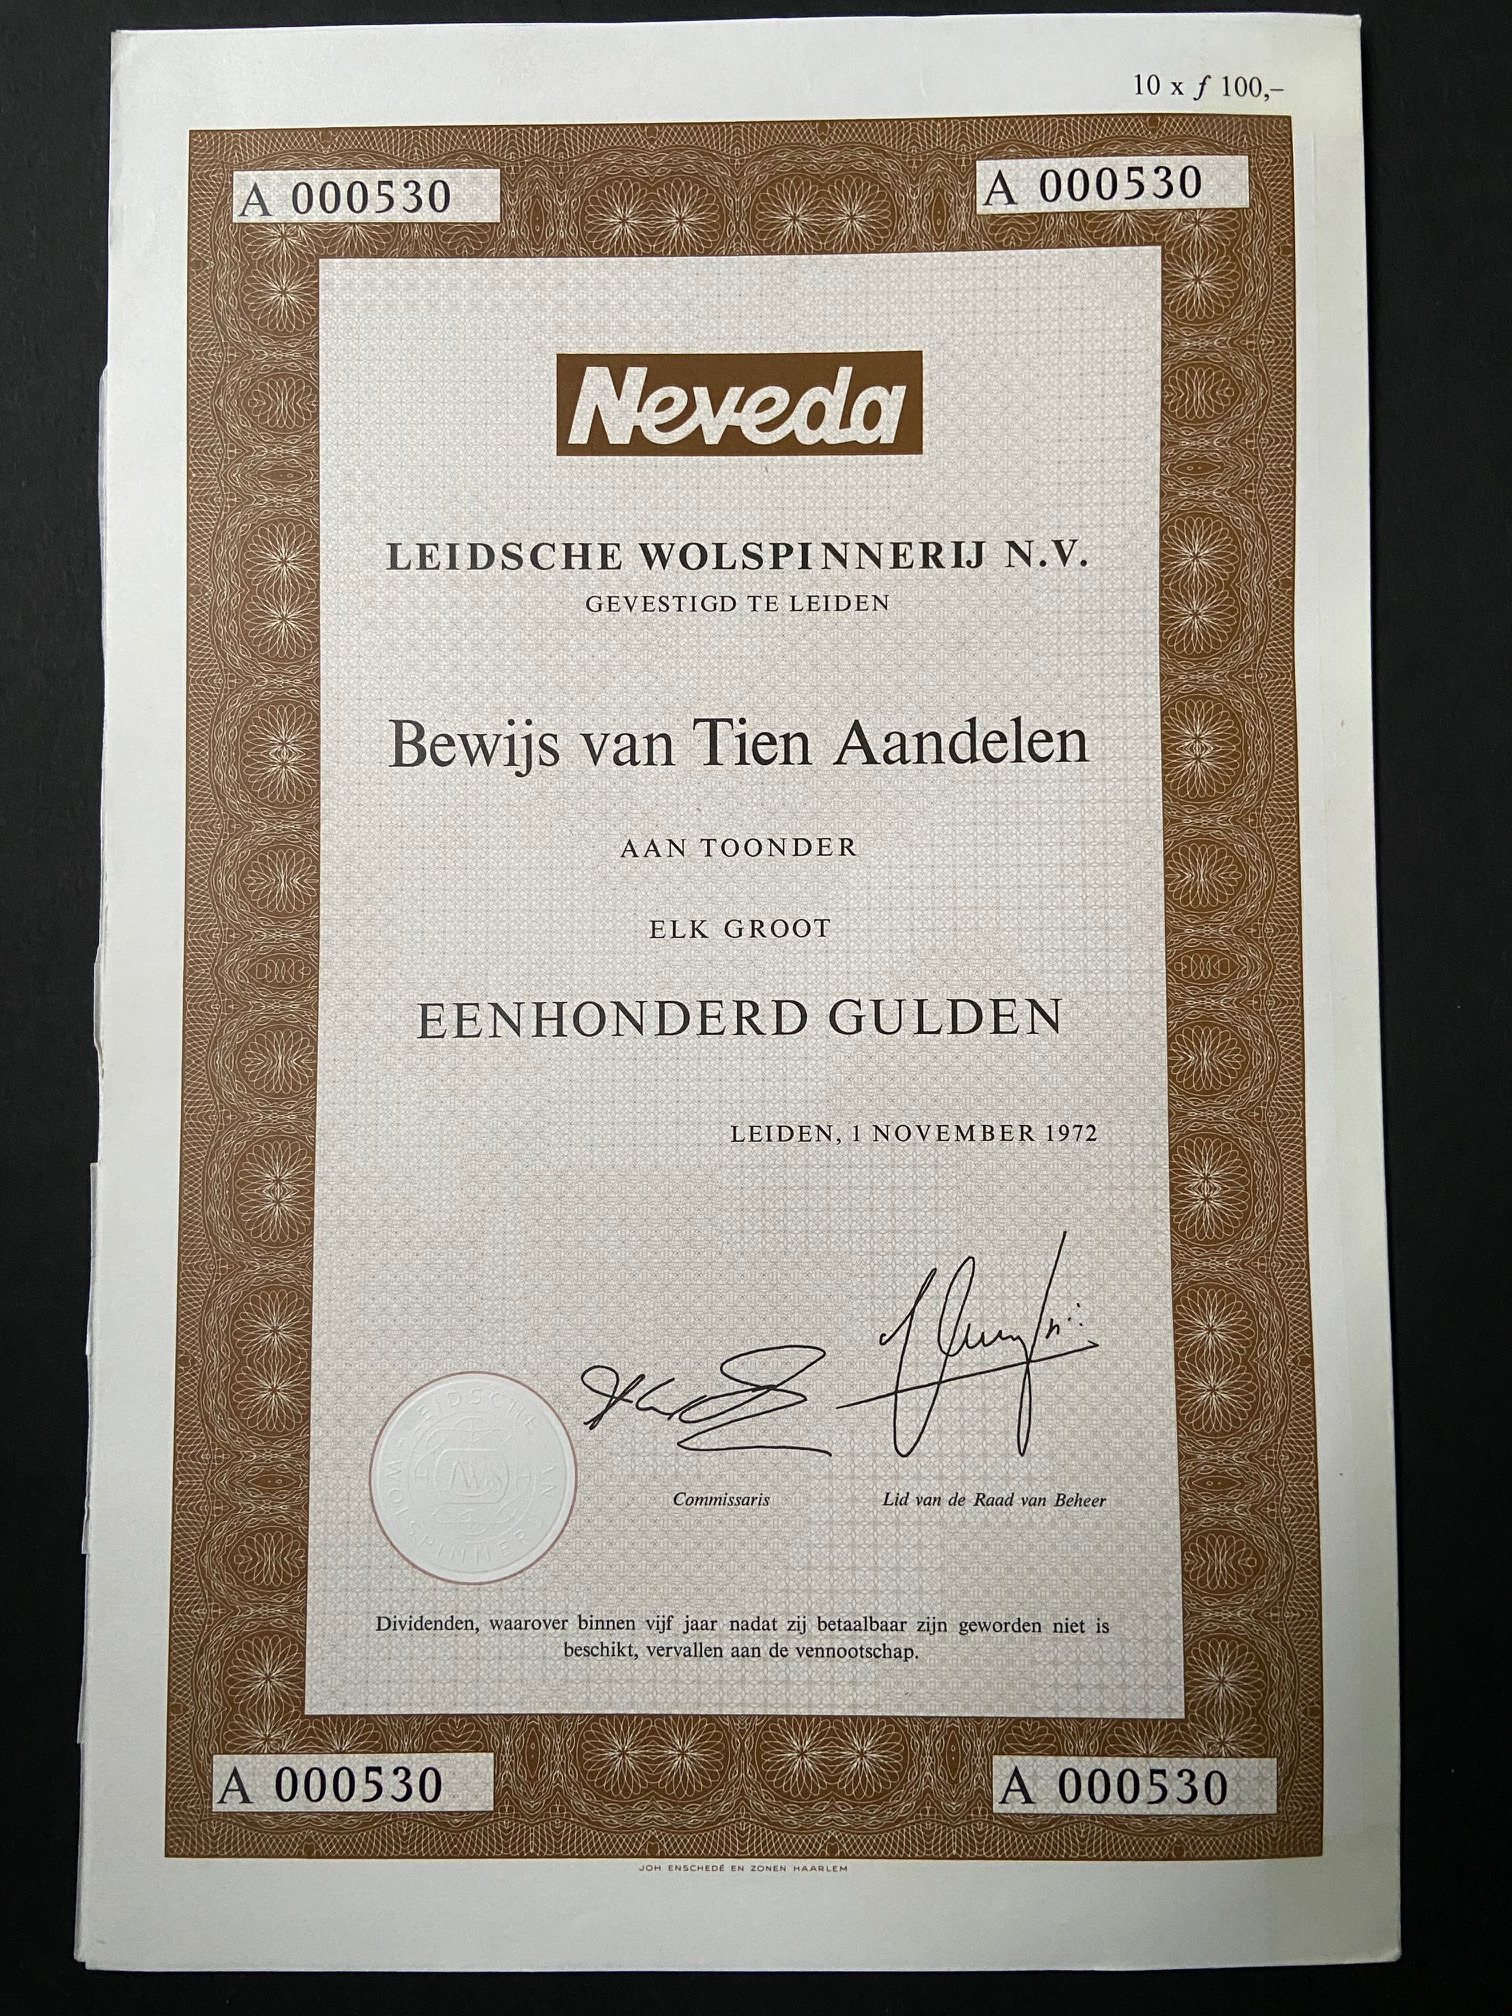 10 x ƒ 100,–
A 000530
A 000530
Neveda
LEIDSCHE WOLSPINNERIJ N.V.
GEVESTIGD TE LEIDEN
Bewijs van Tien Aandelen
AAN TOONDER
ELK GROOT
EENHONDERD GULDEN
LEIDEN, 1 NOVEMBER 1972
LEIDSCHE
WOLSPINNERIJ
Commissaris
Lid van de Raad van Beheer
Dividenden, waarover binnen vijf jaar nadat zij betaalbaar zijn geworden niet is
beschikt, vervallen aan de vennootschap.
A 000530
A 000530
JOH. ENSCHEDÉ EN ZONEN HAARLEM